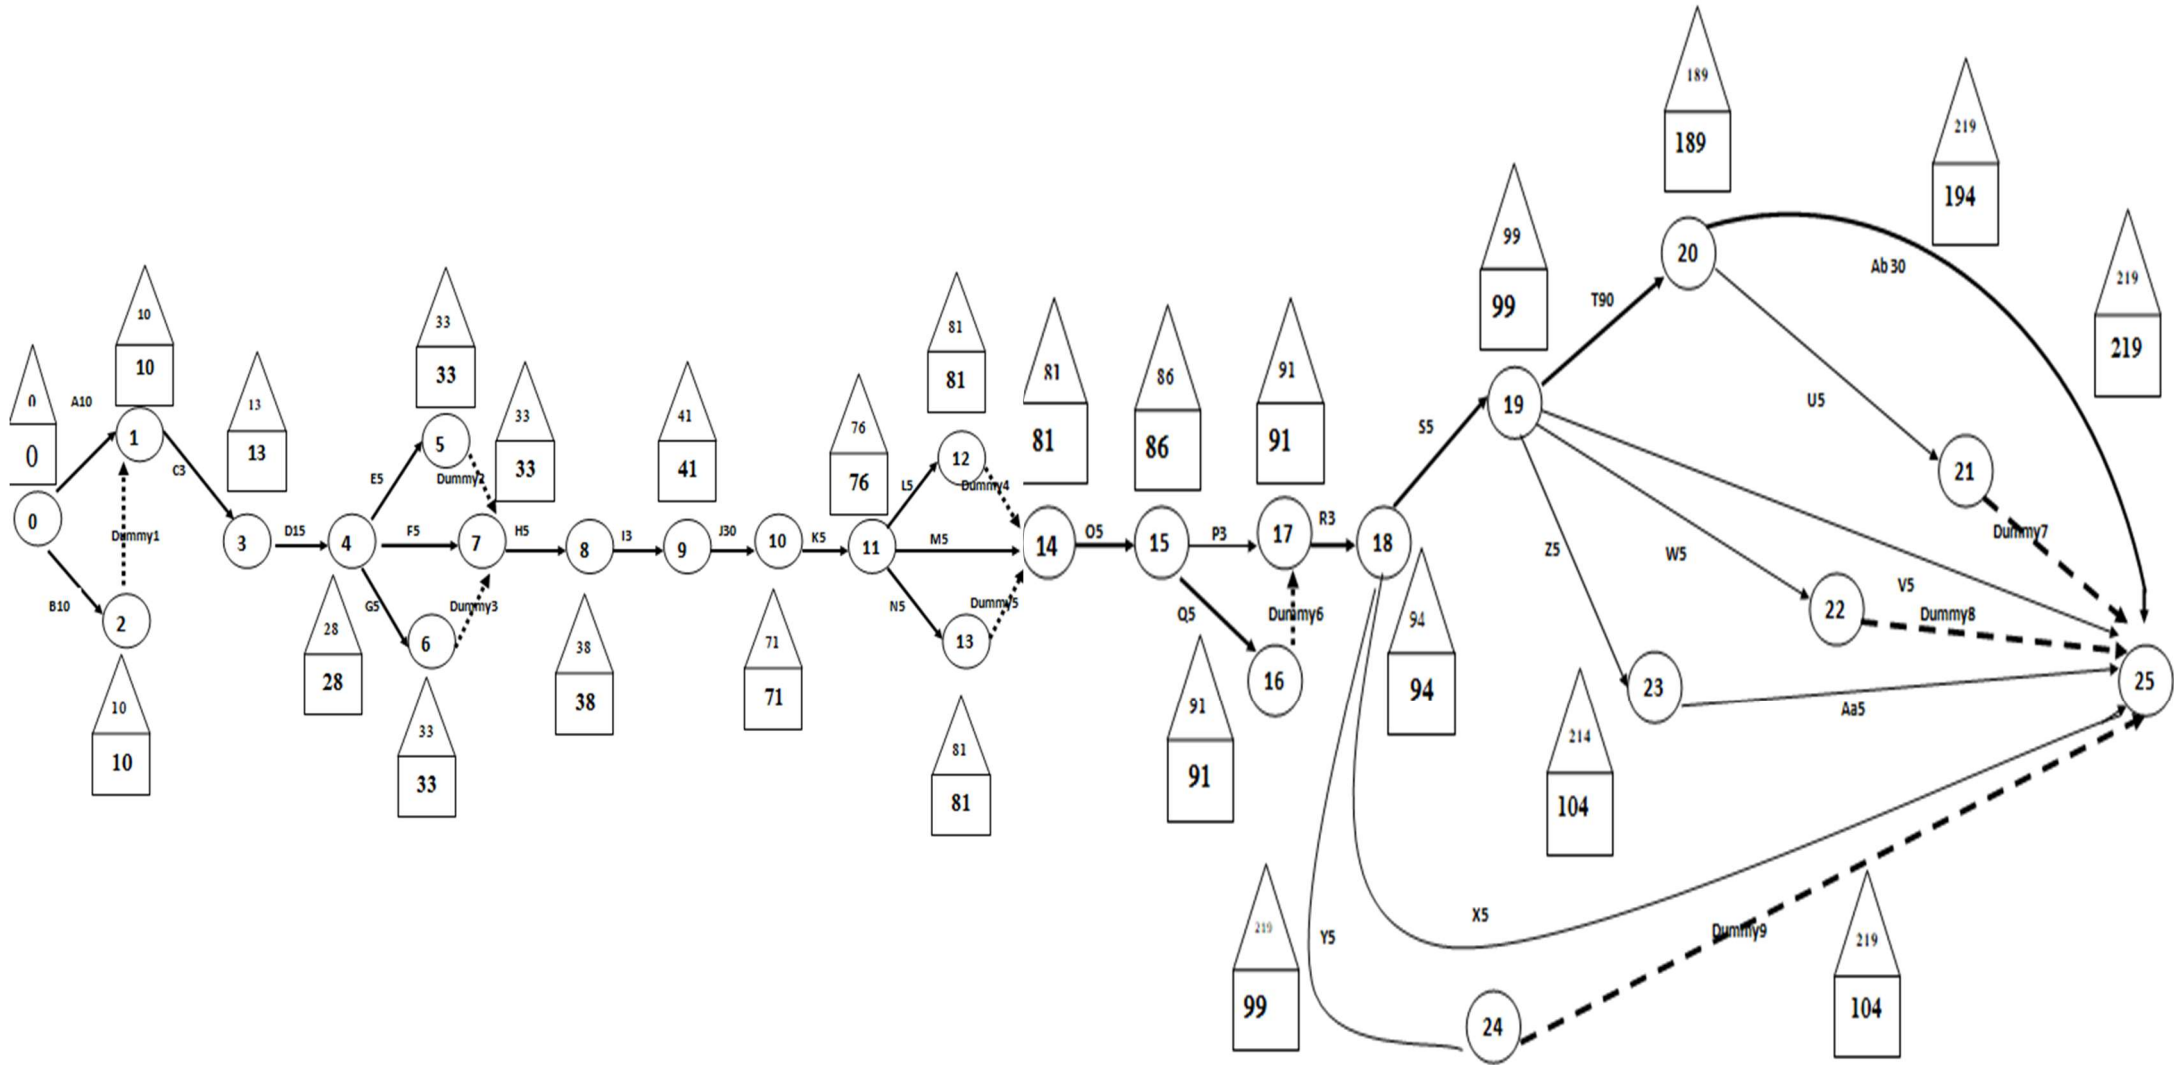 189
189
219
194
219
219
99
99
20
Ab 30
T90
U5
10
10
33
33
81
81
81
81
86
86
91
91
0
0
A10
13
13
33
33
41
41
76
76
19
S5
21
Dummy7
1
C3
5
E5
Dummy2
12
L5
Dummy4
0
Dummy1
3
D15
4
F5
7
H5
8
I3
9
J30
10
K5
11
M5
14
O5
15
P3
17
R3
18
Z5
W5
V5
B10
2
G5
6
Dummy3
N5
13
Dummy5
Q5
16
Dummy6
22
Dummy8
23
Aa5
25
10
10
28
28
33
33
38
38
71
71
81
81
91
91
94
94
214
104
219
99
Y5
X5
24
Dummy9
219
104